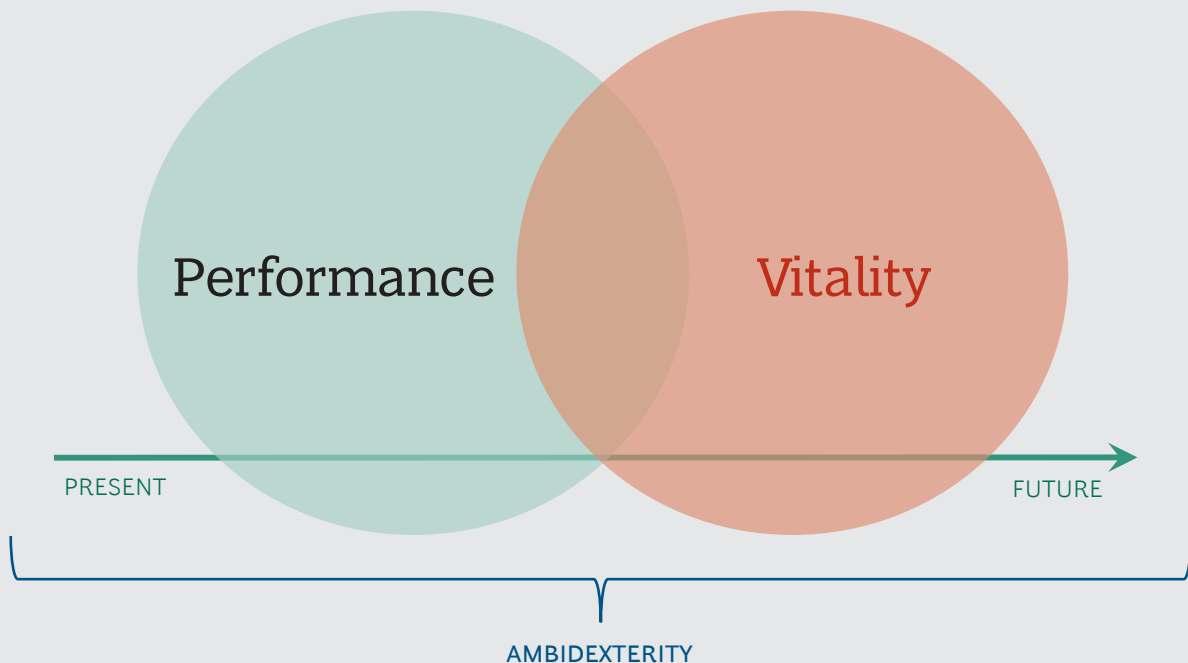 Performance
Vitality
PRESENT
FUTURE
AMBIDEXTERITY